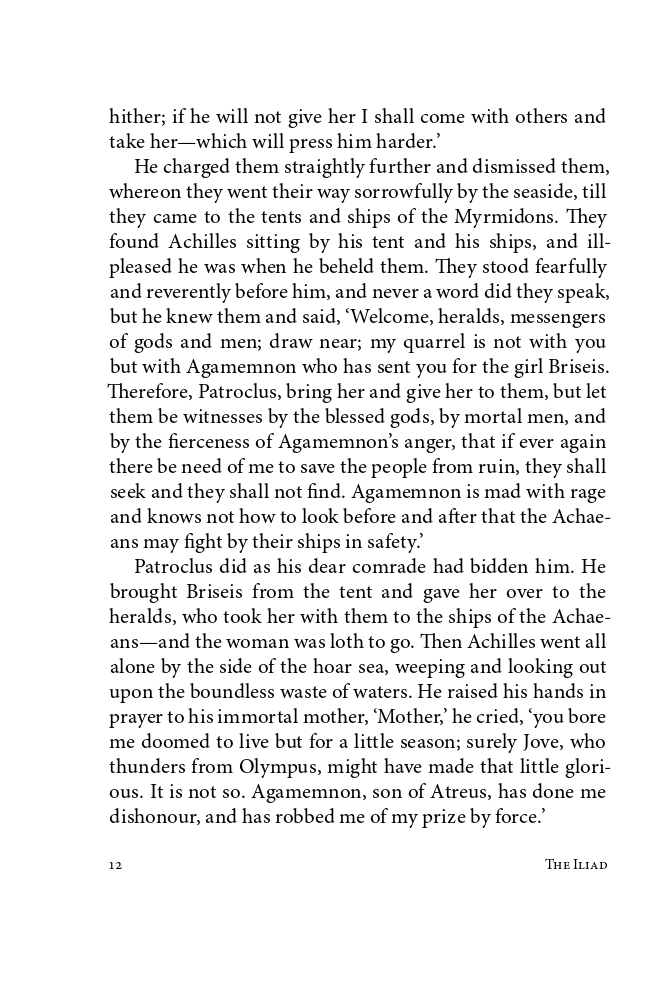 hither; if he will not give her I shall come with others and
take her—which will press him harder.’
He charged them straightly further and dismissed them,
whereon they went their way sorrowfully by the seaside, till
they came to the tents and ships of the Myrmidons. They
found Achilles sitting by his tent and his ships, and ill-
pleased he was when he beheld them. They stood fearfully
and reverently before him, and never a word did they speak,
but he knew them and said, ‘Welcome, heralds, messengers
of gods and men; draw near; my quarrel is not with you
but with Agamemnon who has sent you for the girl Briseis.
Therefore, Patroclus, bring her and give her to them, but let
them be witnesses by the blessed gods, by mortal men, and
by the fierceness of Agamemnon’s anger, that if ever again
there be need of me to save the people from ruin, they shall
seek and they shall not find. Agamemnon is mad with rage
and knows not how to look before and after that the Achae-
ans may fight by their ships in safety.’
Patroclus did as his dear comrade had bidden him. He
brought Briseis from the tent and gave her over to the
heralds, who took her with them to the ships of the Achae-
ans—and the woman was loth to go. Then Achilles went all
alone by the side of the hoar sea, weeping and looking out
upon the boundless waste of waters. He raised his hands in
prayer to his immortal mother, ‘Mother,’ he cried, ‘you bore
me doomed to live but for a little season; surely Jove, who
thunders from Olympus, might have made that little glori-
ous. It is not so. Agamemnon, son of Atreus, has done me
dishonour, and has robbed me of my prize by force.’
12 The Iliad